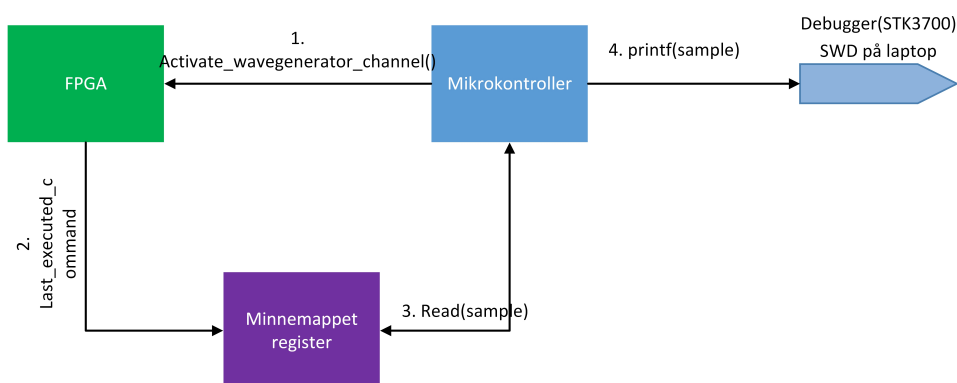 Debugger(STK3700)
SWD på laptop
1.
Activate_wavegenerator_channel()
4. printf(sample)
FPGA
Mikrokontroller
2.
Last_executed_c
ommand
3. Read(sample)
Minnemappet
register